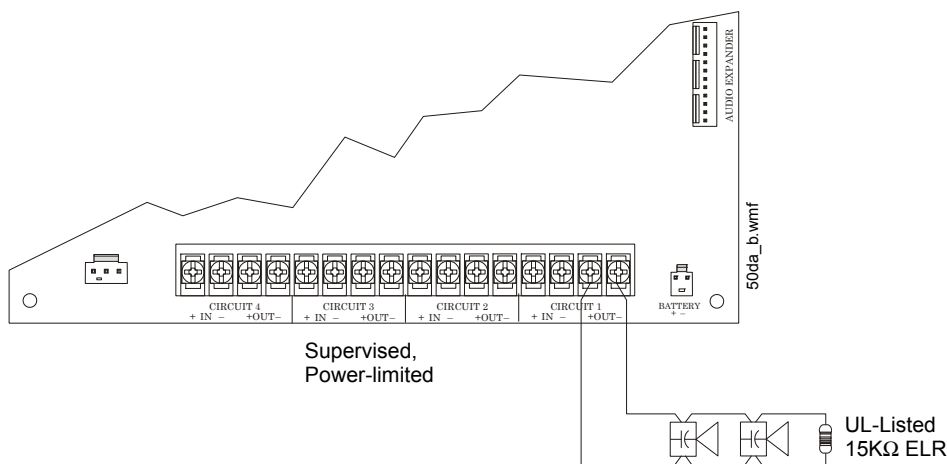 AUDIO EXPANDER
50da_b.wmf
CIRCUIT 4 CIRCUIT 3 CIRCUIT 2 CIRCUIT 1 BATTERY
+ IN − +OUT− + IN − +OUT− + IN − +OUT− + IN − +OUT− + −
Supervised,
Power-limited
UL-Listed
15KΩ ELR